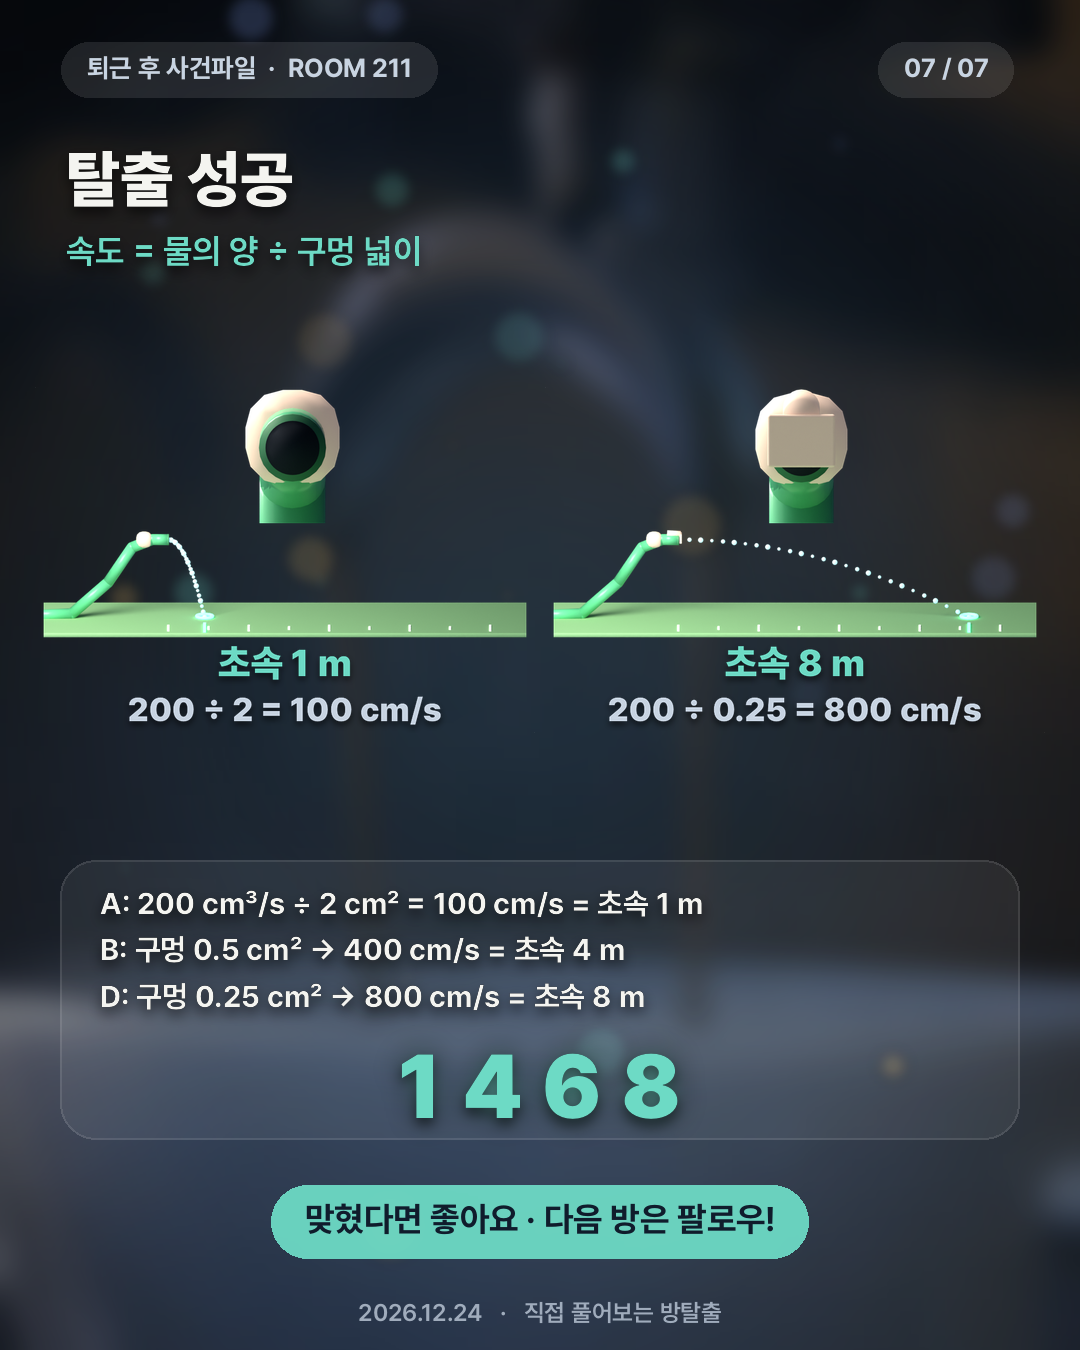 퇴근 후 사건파일 · ROOM 211
07 / 07
탈출 성공
속도 = 물의 양 ÷ 구멍 넓이
초속 1 m
200 ÷ 2 = 100 cm/s
초속 8 m
200 ÷ 0.25 = 800 cm/s
A: 200 cm³/s ÷ 2 cm² = 100 cm/s = 초속 1 m
B: 구멍 0.5 cm² → 400 cm/s = 초속 4 m
D: 구멍 0.25 cm² → 800 cm/s = 초속 8 m
1 4 6 8
맞혔다면 좋아요 · 다음 방은 팔로우!
2026.12.24 · 직접 풀어보는 방탈출